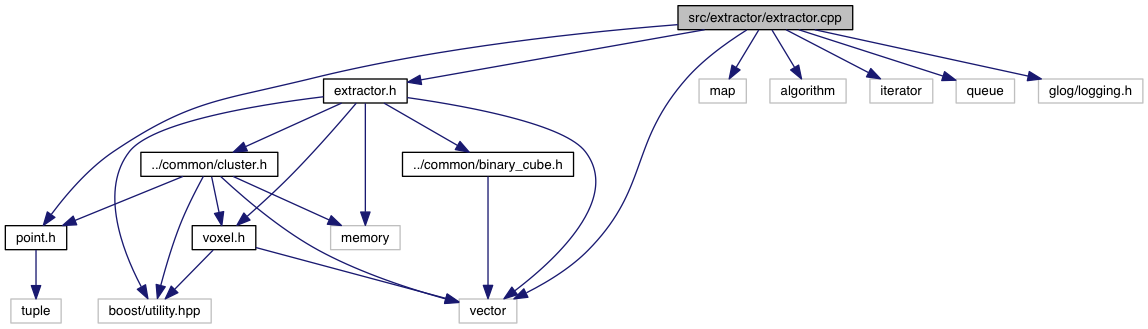 src/extractor/extractor.cpp
extractor.h
map
algorithm
iterator
queue
glog/logging.h
../common/cluster.h
../common/binary_cube.h
point.h
voxel.h
memory
tuple
boost/utility.hpp
vector